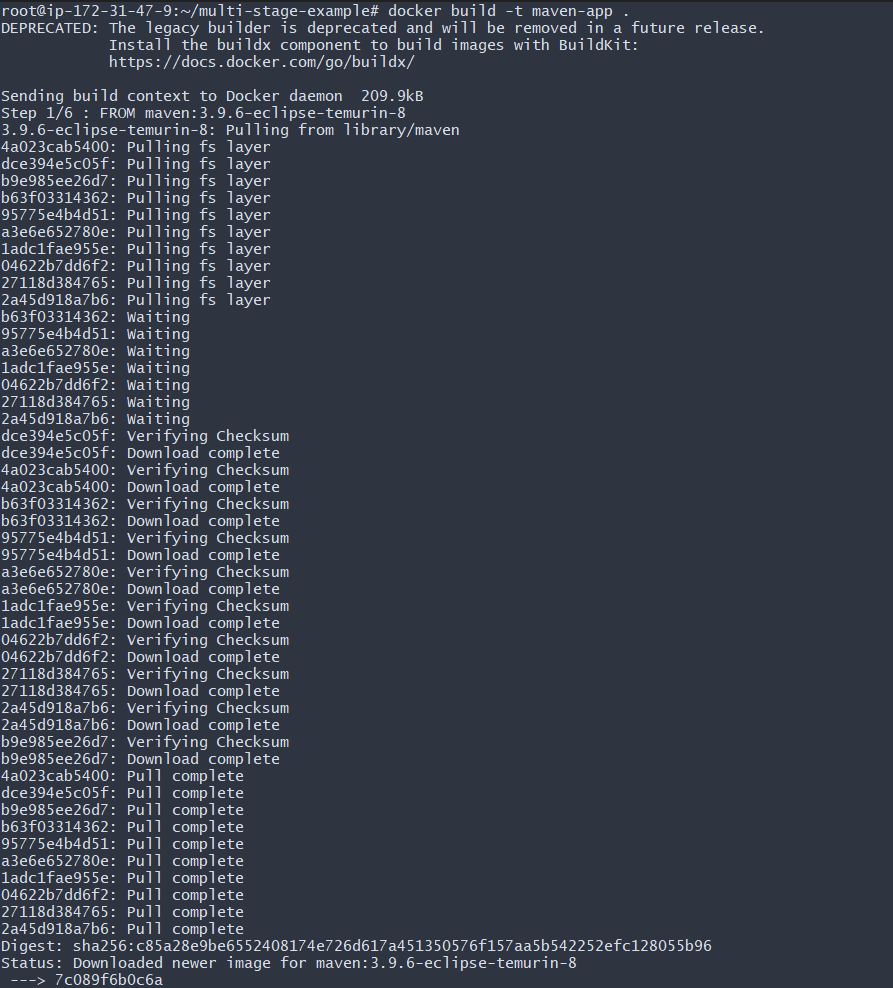 root@ip-172-31-47-9:~/multi-stage-example# docker build -t maven-app .
DEPRECATED: The legacy builder is deprecated and will be removed in a future release.
            Install the buildx component to build images with BuildKit:
            https://docs.docker.com/go/buildx/

Sending build context to Docker daemon  209.9kB
Step 1/6 : FROM maven:3.9.6-eclipse-temurin-8
3.9.6-eclipse-temurin-8: Pulling from library/maven
4a023cab5400: Pulling fs layer
dce394e5c05f: Pulling fs layer
b9e985ee26d7: Pulling fs layer
b63f03314362: Pulling fs layer
95775e4b4d51: Pulling fs layer
a3e6e652780e: Pulling fs layer
1adc1fae955e: Pulling fs layer
04622b7dd6f2: Pulling fs layer
27118d384765: Pulling fs layer
2a45d918a7b6: Pulling fs layer
b63f03314362: Waiting
95775e4b4d51: Waiting
a3e6e652780e: Waiting
1adc1fae955e: Waiting
04622b7dd6f2: Waiting
27118d384765: Waiting
2a45d918a7b6: Waiting
dce394e5c05f: Verifying Checksum
dce394e5c05f: Download complete
4a023cab5400: Verifying Checksum
4a023cab5400: Download complete
b63f03314362: Verifying Checksum
b63f03314362: Download complete
95775e4b4d51: Verifying Checksum
95775e4b4d51: Download complete
a3e6e652780e: Verifying Checksum
a3e6e652780e: Download complete
1adc1fae955e: Verifying Checksum
1adc1fae955e: Download complete
04622b7dd6f2: Verifying Checksum
04622b7dd6f2: Download complete
27118d384765: Verifying Checksum
27118d384765: Download complete
2a45d918a7b6: Verifying Checksum
2a45d918a7b6: Download complete
b9e985ee26d7: Verifying Checksum
b9e985ee26d7: Download complete
4a023cab5400: Pull complete
dce394e5c05f: Pull complete
b9e985ee26d7: Pull complete
b63f03314362: Pull complete
95775e4b4d51: Pull complete
a3e6e652780e: Pull complete
1adc1fae955e: Pull complete
04622b7dd6f2: Pull complete
27118d384765: Pull complete
2a45d918a7b6: Pull complete
Digest: sha256:c85a28e9be6552408174e726d617a451350576f157aa5b542252efc128055b96
Status: Downloaded newer image for maven:3.9.6-eclipse-temurin-8
 ---> 7c089f6b0c6a